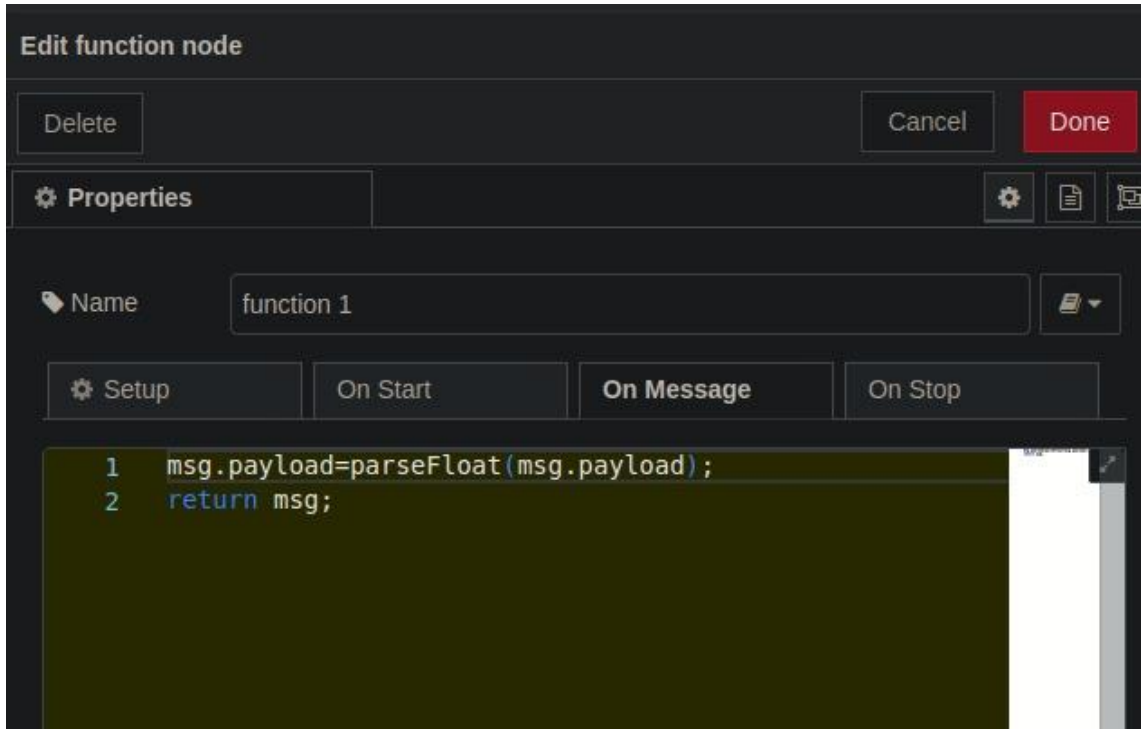 Edit function node
Delete Cancel Done
Properties
Name function 1
Setup On Start On Message On Stop
1 msg.payload=parseFloat(msg.payload);
2 return msg;